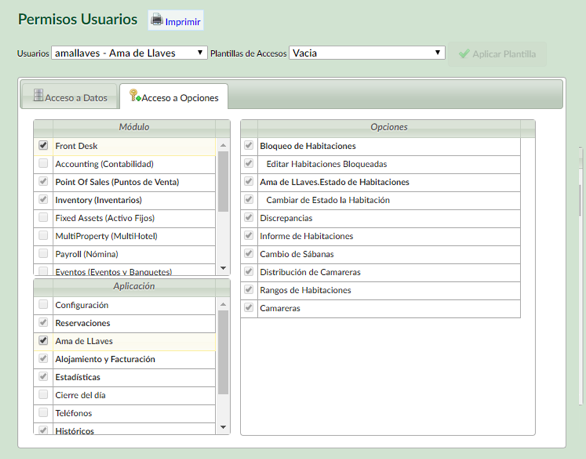 Permisos Usuarios
Imprimir
Usuarios amallaves - Ama de Llaves Plantillas de Accesos Vacia Aplicar Plantilla
Acceso a Datos Acceso a Opciones
Módulo
Front Desk
Accounting (Contabilidad)
Point Of Sales (Puntos de Venta)
Inventory (Inventarios)
Fixed Assets (Activo Fijos)
MultiProperty (MultiHotel)
Payroll (Nómina)
Eventos (Eventos y Banquetes)
Aplicación
Configuración
Reservaciones
Ama de LLaves
Alojamiento y Facturación
Estadísticas
Cierre del día
Teléfonos
Históricos
Opciones
Bloqueo de Habitaciones
Editar Habitaciones Bloqueadas
Ama de LLaves.Estado de Habitaciones
Cambiar de Estado la Habitación
Discrepancias
Informe de Habitaciones
Cambio de Sábanas
Distribución de Camareras
Rangos de Habitaciones
Camareras